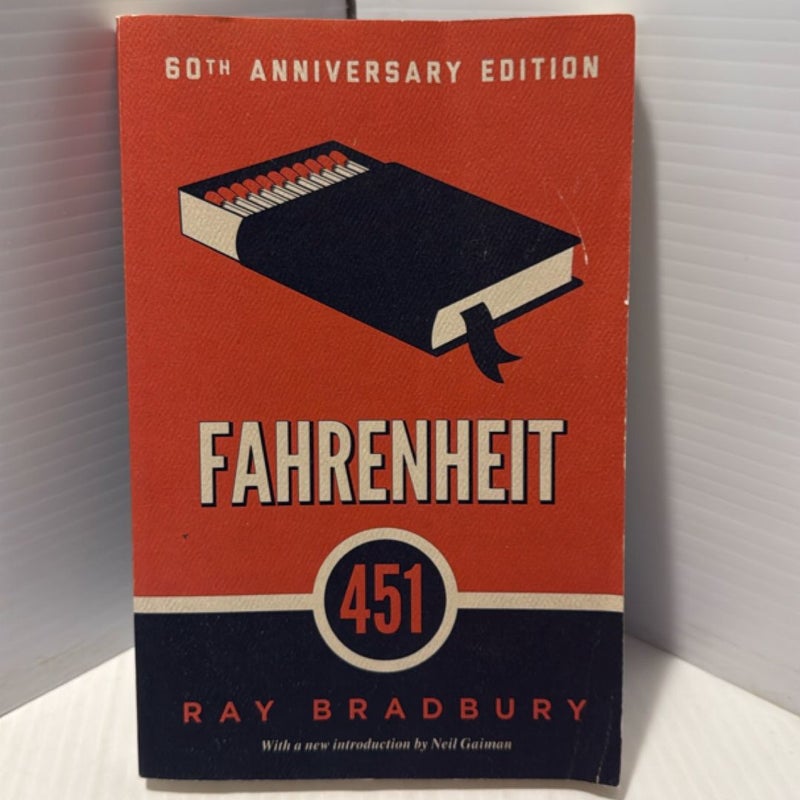 60TH ANNIVERSARY EDITION
FAHRENHEIT
451
RAY BRADBURY
With a new introduction by Neil Gaiman